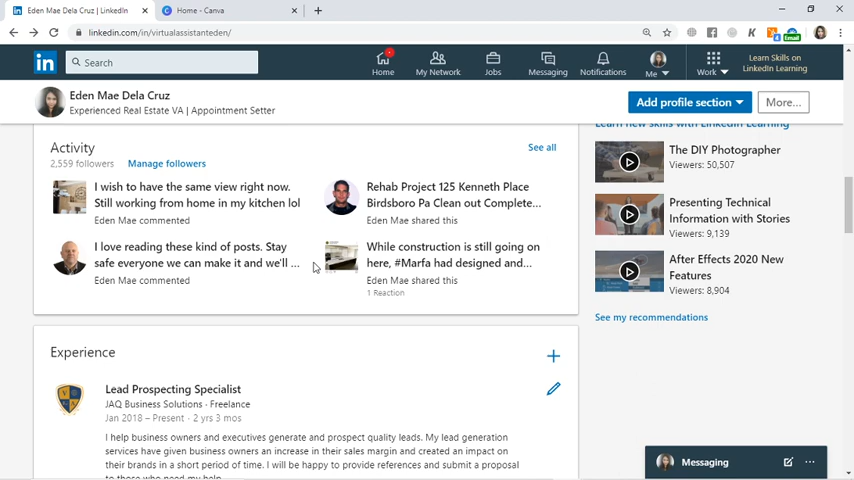 Eden Mae Dela Cruz | LinkedIn
Home - Canva
linkedin.com/in/virtualassistanteden/
in
Search
Home
My Network
Jobs
Messaging
Notifications
Me
Work
Learn Skills on
LinkedIn Learning
Eden Mae Dela Cruz
Experienced Real Estate VA | Appointment Setter
Add profile section
More...
Activity
See all
2,559 followers
Manage followers
I wish to have the same view right now.
Still working from home in my kitchen lol
Eden Mae commented
Rehab Project 125 Kenneth Place
Birdsboro Pa Clean out Complete...
Eden Mae shared this
I love reading these kind of posts. Stay
safe everyone we can make it and we'll ...
Eden Mae commented
While construction is still going on
here, #Marfa had designed and...
Eden Mae shared this
1 Reaction
Learn new skills with LinkedIn Learning
The DIY Photographer
Viewers: 50,507
Presenting Technical
Information with Stories
Viewers: 9,139
After Effects 2020 New
Features
Viewers: 8,904
See my recommendations
Experience
Lead Prospecting Specialist
JAQ Business Solutions · Freelance
Jan 2018 – Present · 2 yrs 3 mos
I help business owners and executives generate and prospect quality leads. My lead generation
services have given business owners an increase in their sales margin and created an impact on
their brands in a short period of time. I will be happy to provide references and submit a proposal
to those who need my help.
Messaging